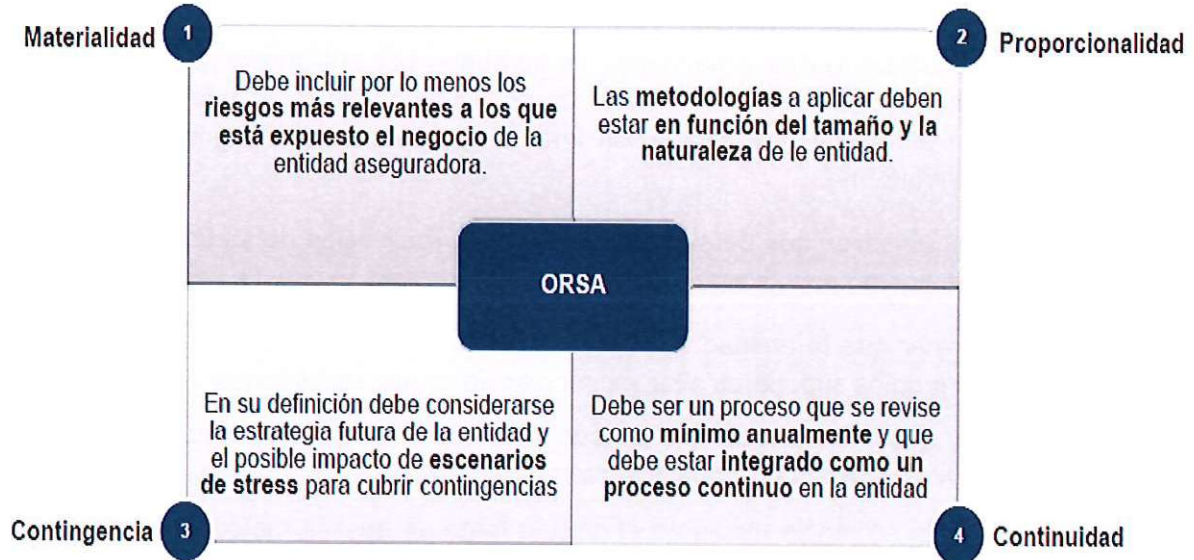 Materialidad 1
Debe incluir por lo menos los
riesgos más relevantes a los que
está expuesto el negocio de la
entidad aseguradora.
2 Proporcionalidad
Las metodologías a aplicar deben
estar en función del tamaño y la
naturaleza de le entidad.
ORSA
En su definición debe considerarse
la estrategia futura de la entidad y
el posible impacto de escenarios
de stress para cubrir contingencias
Contingencia 3
Debe ser un proceso que se revise
como mínimo anualmente y que
debe estar integrado como un
proceso continuo en la entidad
4 Continuidad